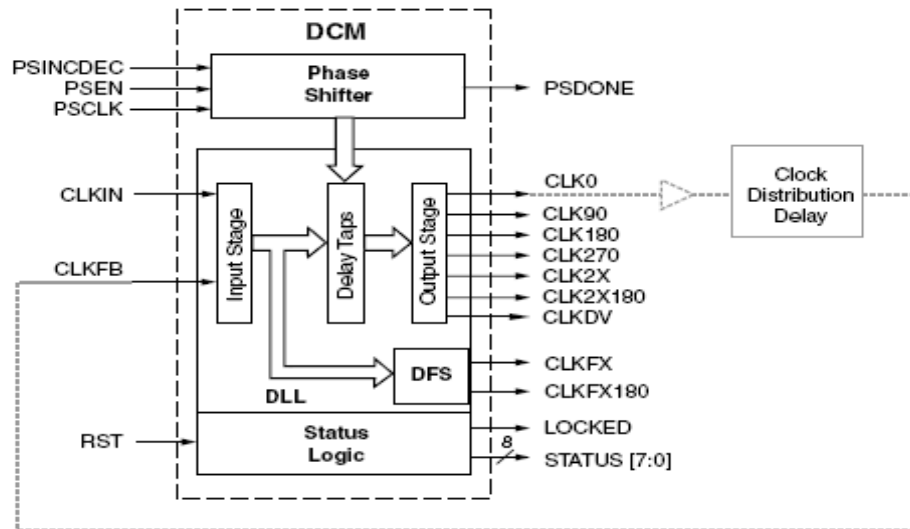 DCM
PSINCDEC
PSEN
PSCLK
Phase
Shifter
PSDONE
CLKIN
CLKFB
Input Stage
Delay Taps
Output Stage
CLK0
CLK90
CLK180
CLK270
CLK2X
CLK2X180
CLKDV
Clock
Distribution
Delay
DFS
CLKFX
CLKFX180
DLL
RST
Status
Logic
LOCKED
8
STATUS [7:0]